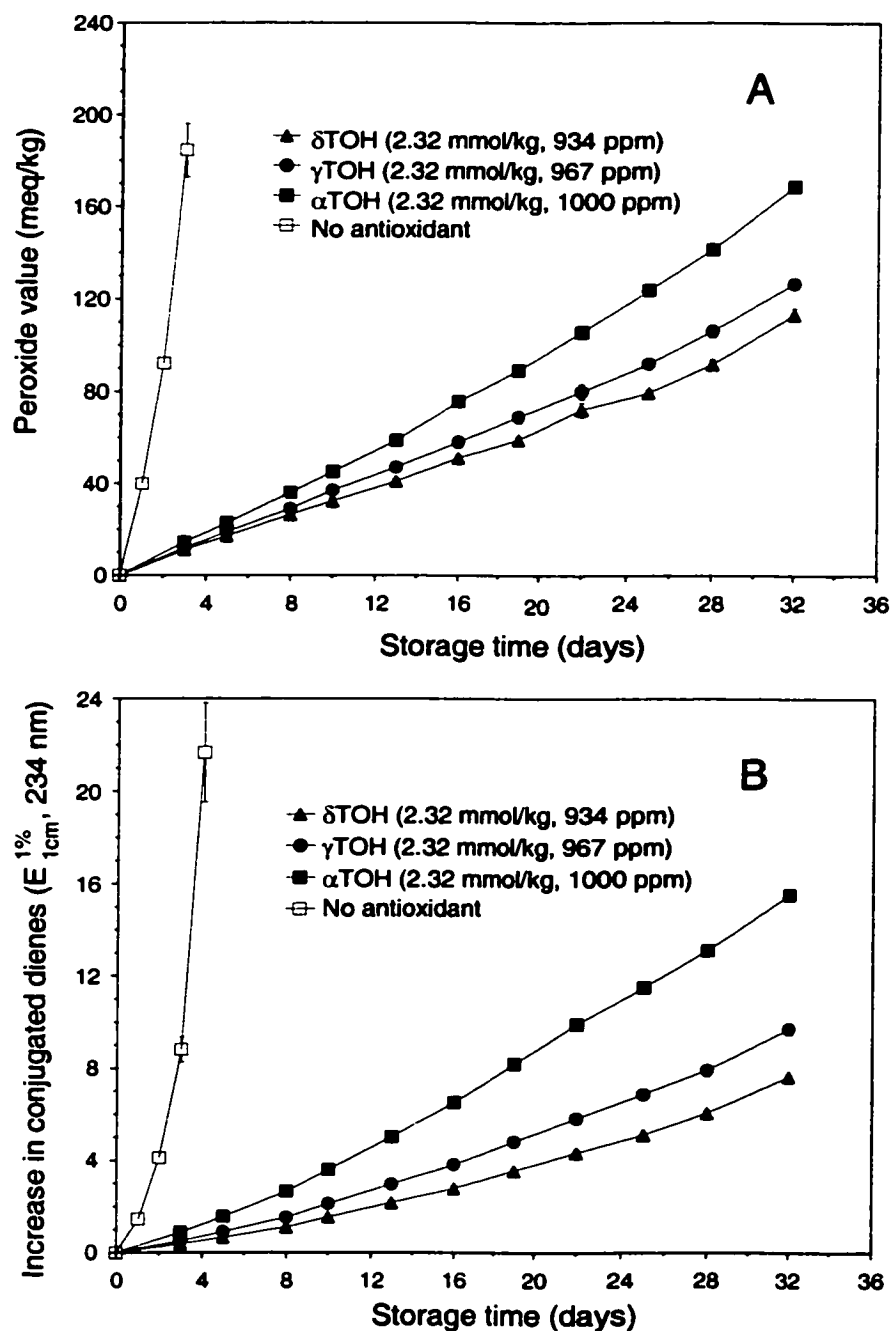 A
Peroxide value (meq/kg)
240
200
160
120
80
40
0
δTOH (2.32 mmol/kg, 934 ppm)
γTOH (2.32 mmol/kg, 967 ppm)
αTOH (2.32 mmol/kg, 1000 ppm)
No antioxidant
0 4 8 12 16 20 24 28 32 36
Storage time (days)
B
Increase in conjugated dienes (E 1% 1cm, 234 nm)
24
20
16
12
8
4
0
δTOH (2.32 mmol/kg, 934 ppm)
γTOH (2.32 mmol/kg, 967 ppm)
αTOH (2.32 mmol/kg, 1000 ppm)
No antioxidant
0 4 8 12 16 20 24 28 32 36
Storage time (days)